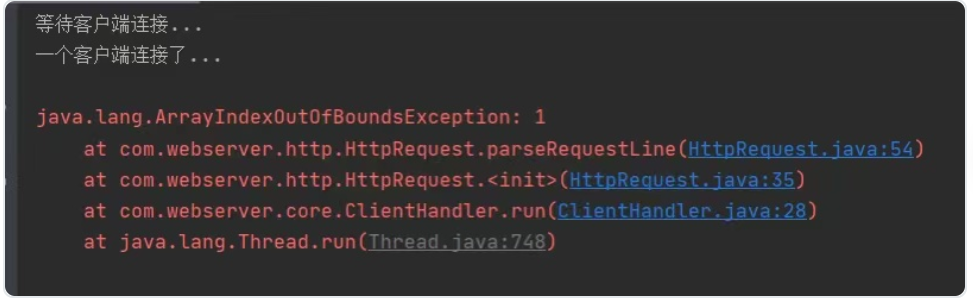 等待客户端连接...
一个客户端连接了...
java.lang.ArrayIndexOutOfBoundsException: 1
at com.webserver.http.HttpRequest.parseRequestLine(HttpRequest.java:54)
at com.webserver.http.HttpRequest.<init>(HttpRequest.java:35)
at com.webserver.core.ClientHandler.run(ClientHandler.java:28)
at java.lang.Thread.run(Thread.java:748)